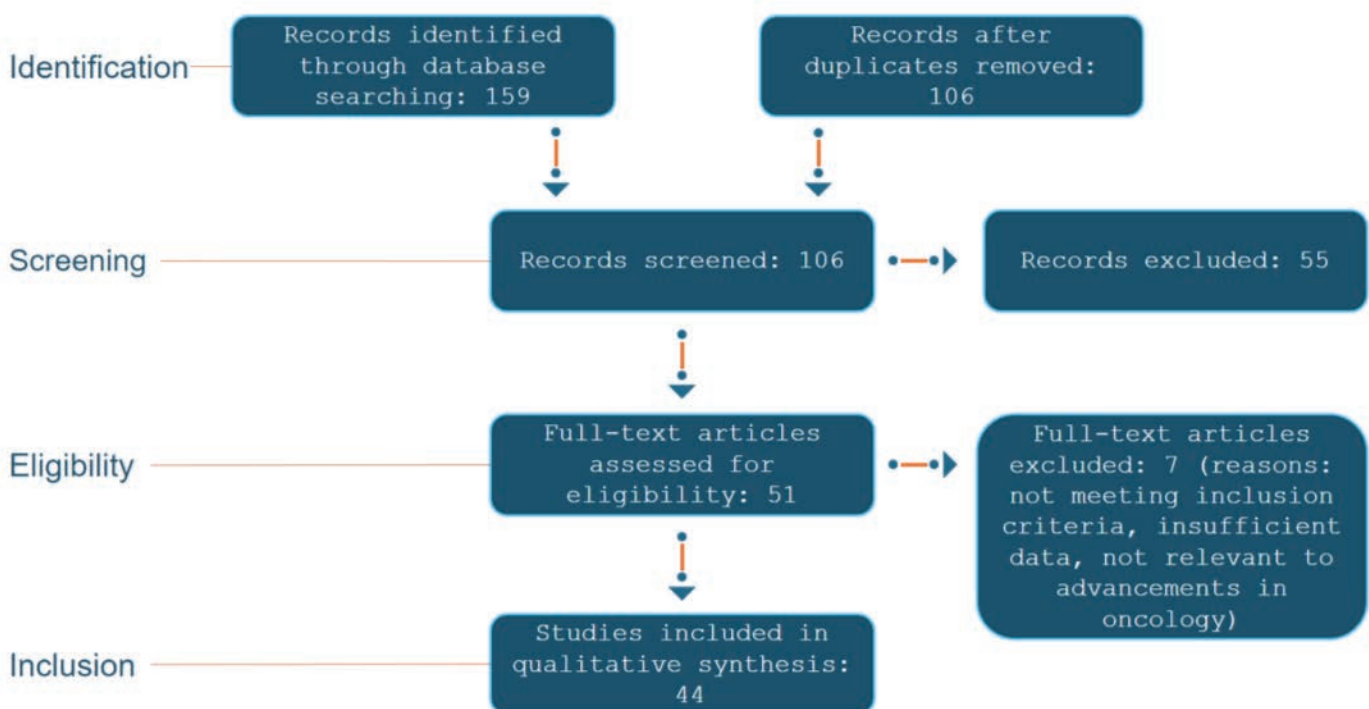 Identification
Records identified
through database
searching: 159
Records after
duplicates removed:
106
Screening
Records screened: 106
Records excluded: 55
Eligibility
Full-text articles
assessed for
eligibility: 51
Full-text articles
excluded: 7 (reasons:
not meeting inclusion
criteria, insufficient
data, not relevant to
advancements in
oncology)
Inclusion
Studies included in
qualitative synthesis:
44